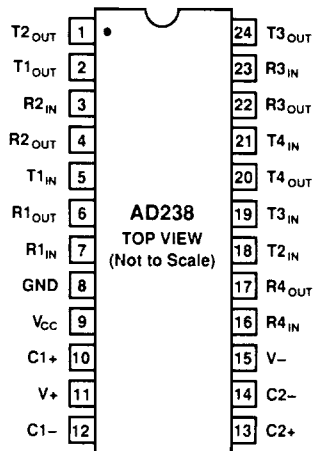 T2OUT 1 24 T3OUT
T1OUT 2 23 R3IN
R2IN 3 22 R3OUT
R2OUT 4 21 T4IN
T1IN 5 20 T4OUT
R1OUT 6 AD238 19 T3IN
R1IN 7 TOP VIEW 18 T2IN
(Not to Scale)
GND 8 17 R4OUT
VCC 9 16 R4IN
C1+ 10 15 V−
V+ 11 14 C2−
C1− 12 13 C2+